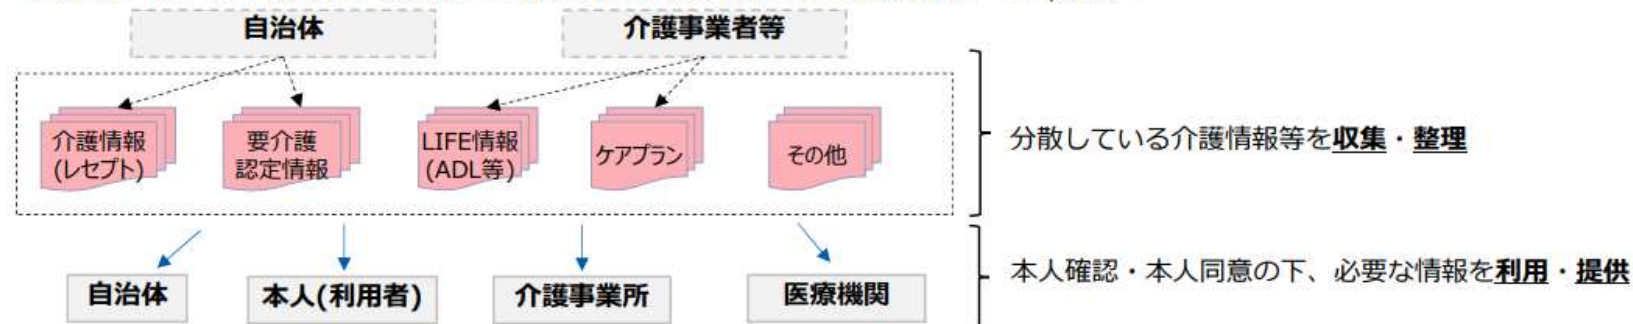 自治体
介護事業者等
介護情報
(レセプト)
要介護
認定情報
LIFE情報
(ADL等)
ケアプラン
その他
分散している介護情報等を収集・整理
自治体
本人(利用者)
介護事業所
医療機関
本人確認・本人同意の下、必要な情報を利用・提供